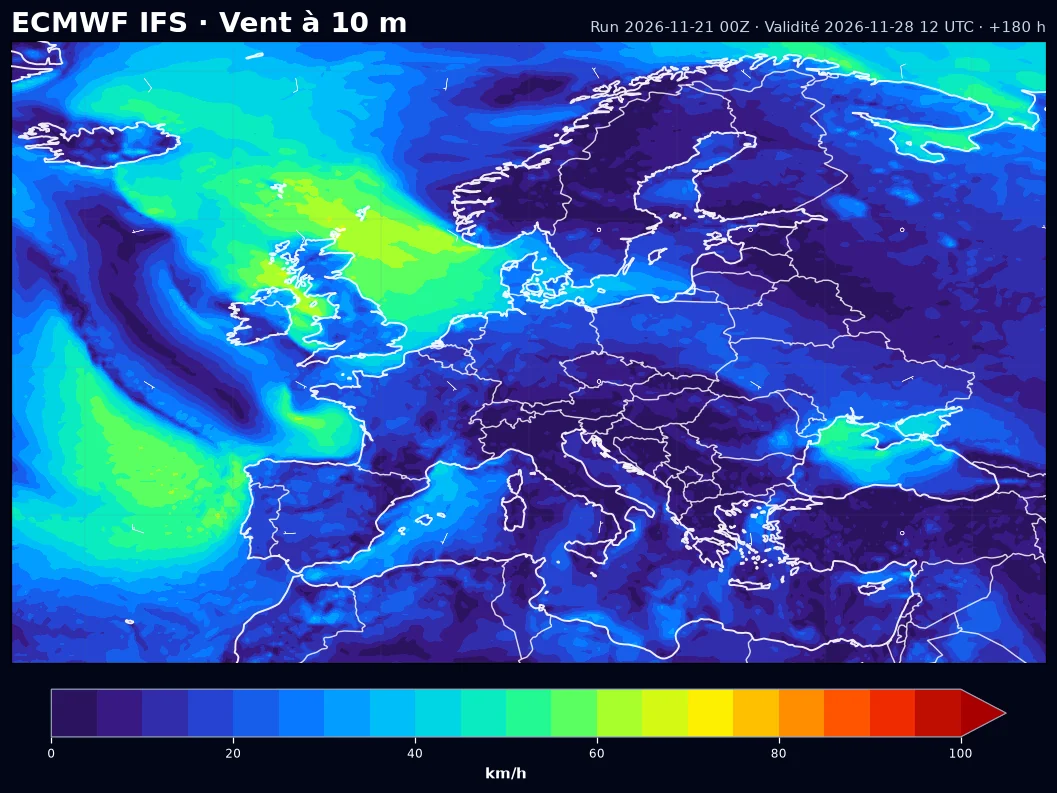 ECMWF IFS · Vent à 10 m
Run 2026-11-21 00Z · Validité 2026-11-28 12 UTC · +180 h
0 20 40 60 80 100
km/h